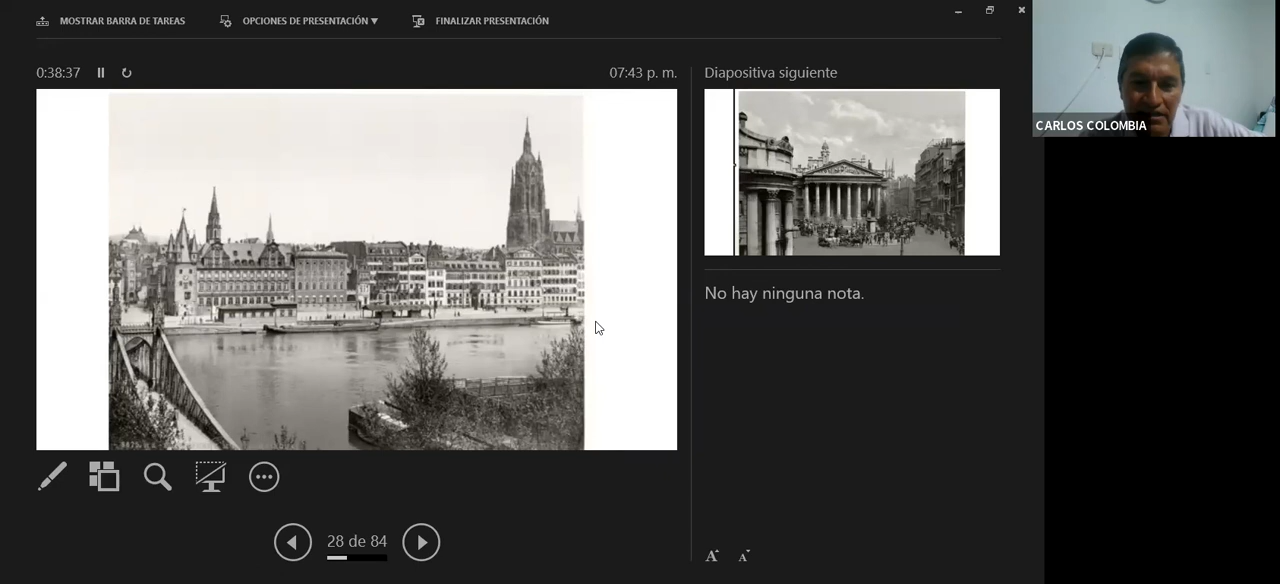 MOSTRAR BARRA DE TAREAS OPCIONES DE PRESENTACIÓN ▼ FINALIZAR PRESENTACIÓN
0:38:37 07:43 p. m. Diapositiva siguiente
CARLOS COLOMBIA
No hay ninguna nota.
28 de 84
A A